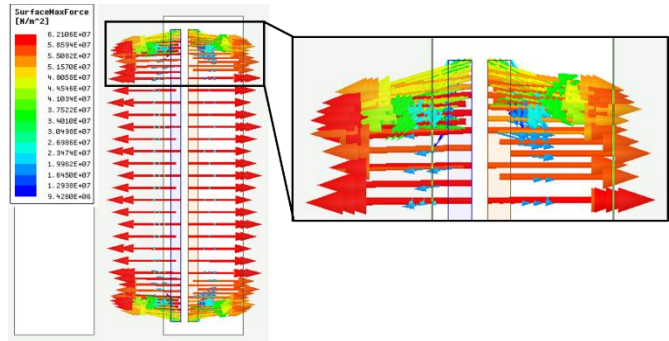 SurfaceMaxForce
[N/m^2]
6.2106E+07
5.8594E+07
5.5082E+07
5.1570E+07
4.8058E+07
4.4546E+07
4.1034E+07
3.7522E+07
3.4010E+07
3.0498E+07
2.6986E+07
2.3474E+07
1.9962E+07
1.6450E+07
1.2938E+07
9.4260E+06